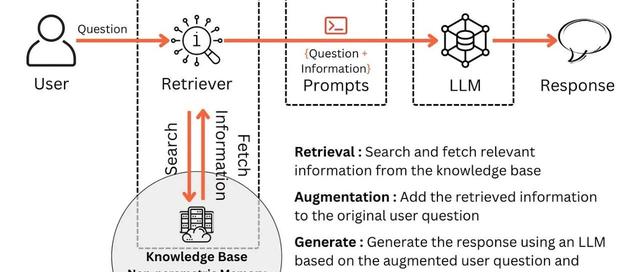 Question
{Question +
Information}
User
Retriever
Prompts
LLM
Response
Search
Fetch
Information
Retrieval : Search and fetch relevant
information from the knowledge base
Augmentation : Add the retrieved information
to the original user question
Generate : Generate the response using an LLM
based on the augmented user question and
Knowledge Base
Non-parametric Memory